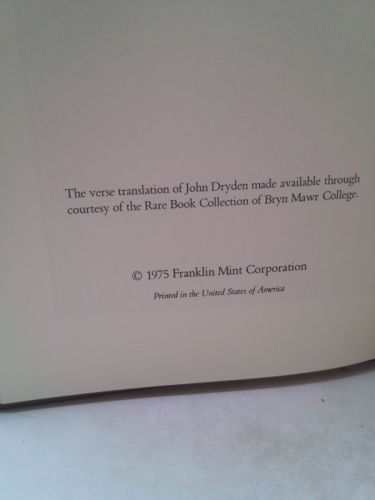 The verse translation of John Dryden made available through
courtesy of the Rare Book Collection of Bryn Mawr College.
© 1975 Franklin Mint Corporation
Printed in the United States of America